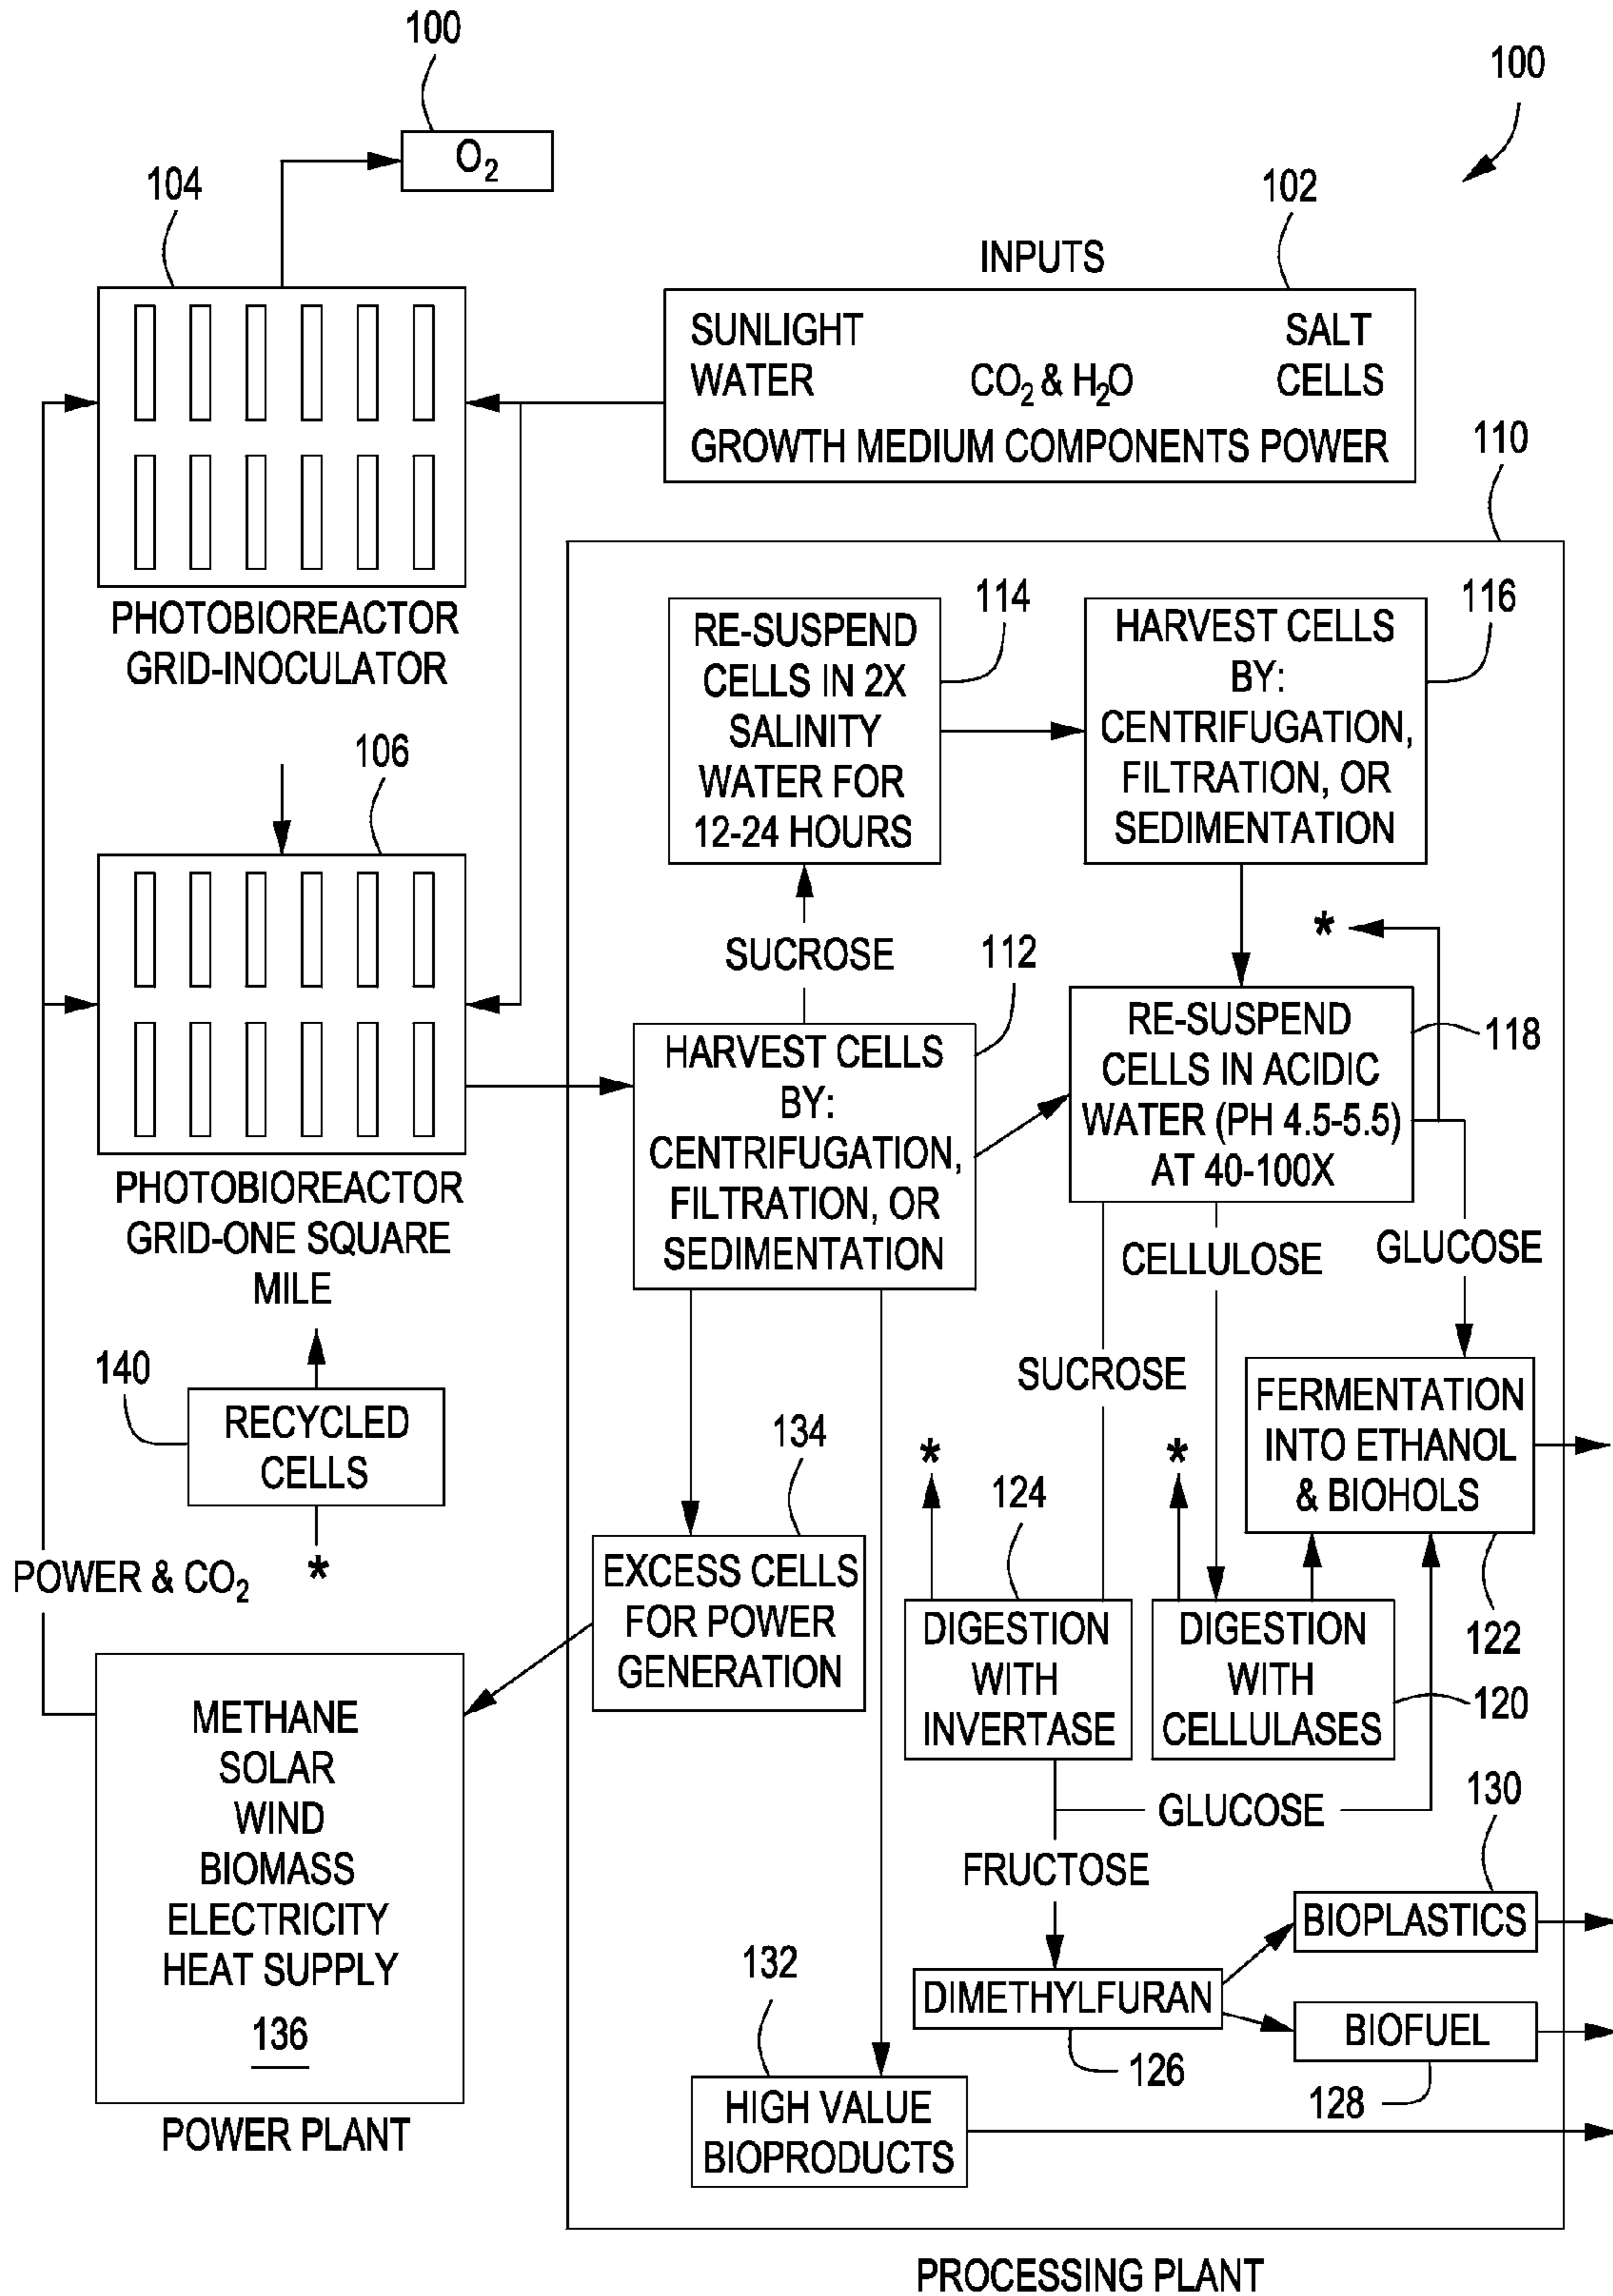 100
100
O2
104
102
INPUTS
SUNLIGHT SALT
WATER CO2 & H2O CELLS
GROWTH MEDIUM COMPONENTS POWER
110
PHOTOBIOREACTOR
GRID-INOCULATOR
114
RE-SUSPEND
CELLS IN 2X
SALINITY
WATER FOR
12-24 HOURS
116
HARVEST CELLS
BY:
CENTRIFUGATION,
FILTRATION, OR
SEDIMENTATION
106
PHOTOBIOREACTOR
GRID-ONE SQUARE
MILE
SUCROSE
112
HARVEST CELLS
BY:
CENTRIFUGATION,
FILTRATION, OR
SEDIMENTATION
*
RE-SUSPEND
CELLS IN ACIDIC
WATER (PH 4.5-5.5)
AT 40-100X
118
CELLULOSE
GLUCOSE
SUCROSE
140
RECYCLED
CELLS
*
POWER & CO2
134
EXCESS CELLS
FOR POWER
GENERATION
*
124
DIGESTION
WITH
INVERTASE
*
DIGESTION
WITH
CELLULASES
120
FERMENTATION
INTO ETHANOL
& BIOHOLS
122
METHANE
SOLAR
WIND
BIOMASS
ELECTRICITY
HEAT SUPPLY
136
POWER PLANT
GLUCOSE
FRUCTOSE
130
BIOPLASTICS
DIMETHYLFURAN
126
BIOFUEL
128
132
HIGH VALUE
BIOPRODUCTS
PROCESSING PLANT